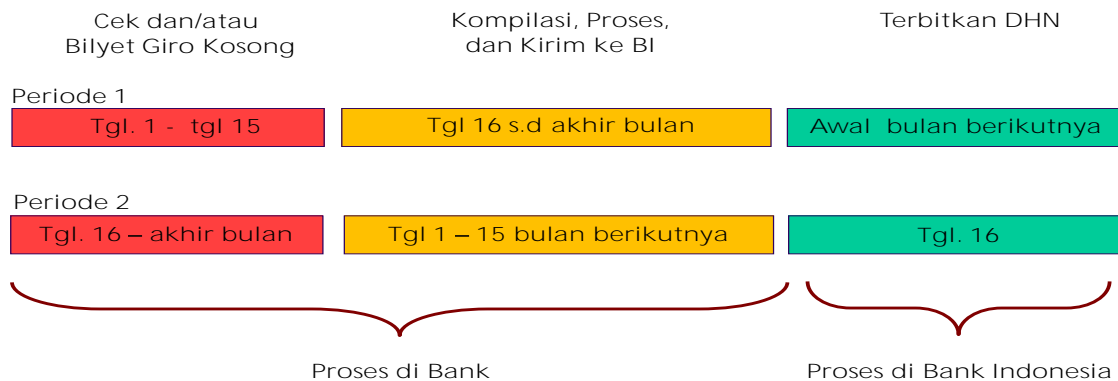 Cek dan/atau
Bilyet Giro Kosong
Kompilasi, Proses,
dan Kirim ke BI
Terbitkan DHN
Periode 1
Tgl. 1 - tgl 15
Tgl 16 s.d akhir bulan
Awal bulan berikutnya
Periode 2
Tgl. 16 – akhir bulan
Tgl 1 – 15 bulan berikutnya
Tgl. 16
Proses di Bank
Proses di Bank Indonesia